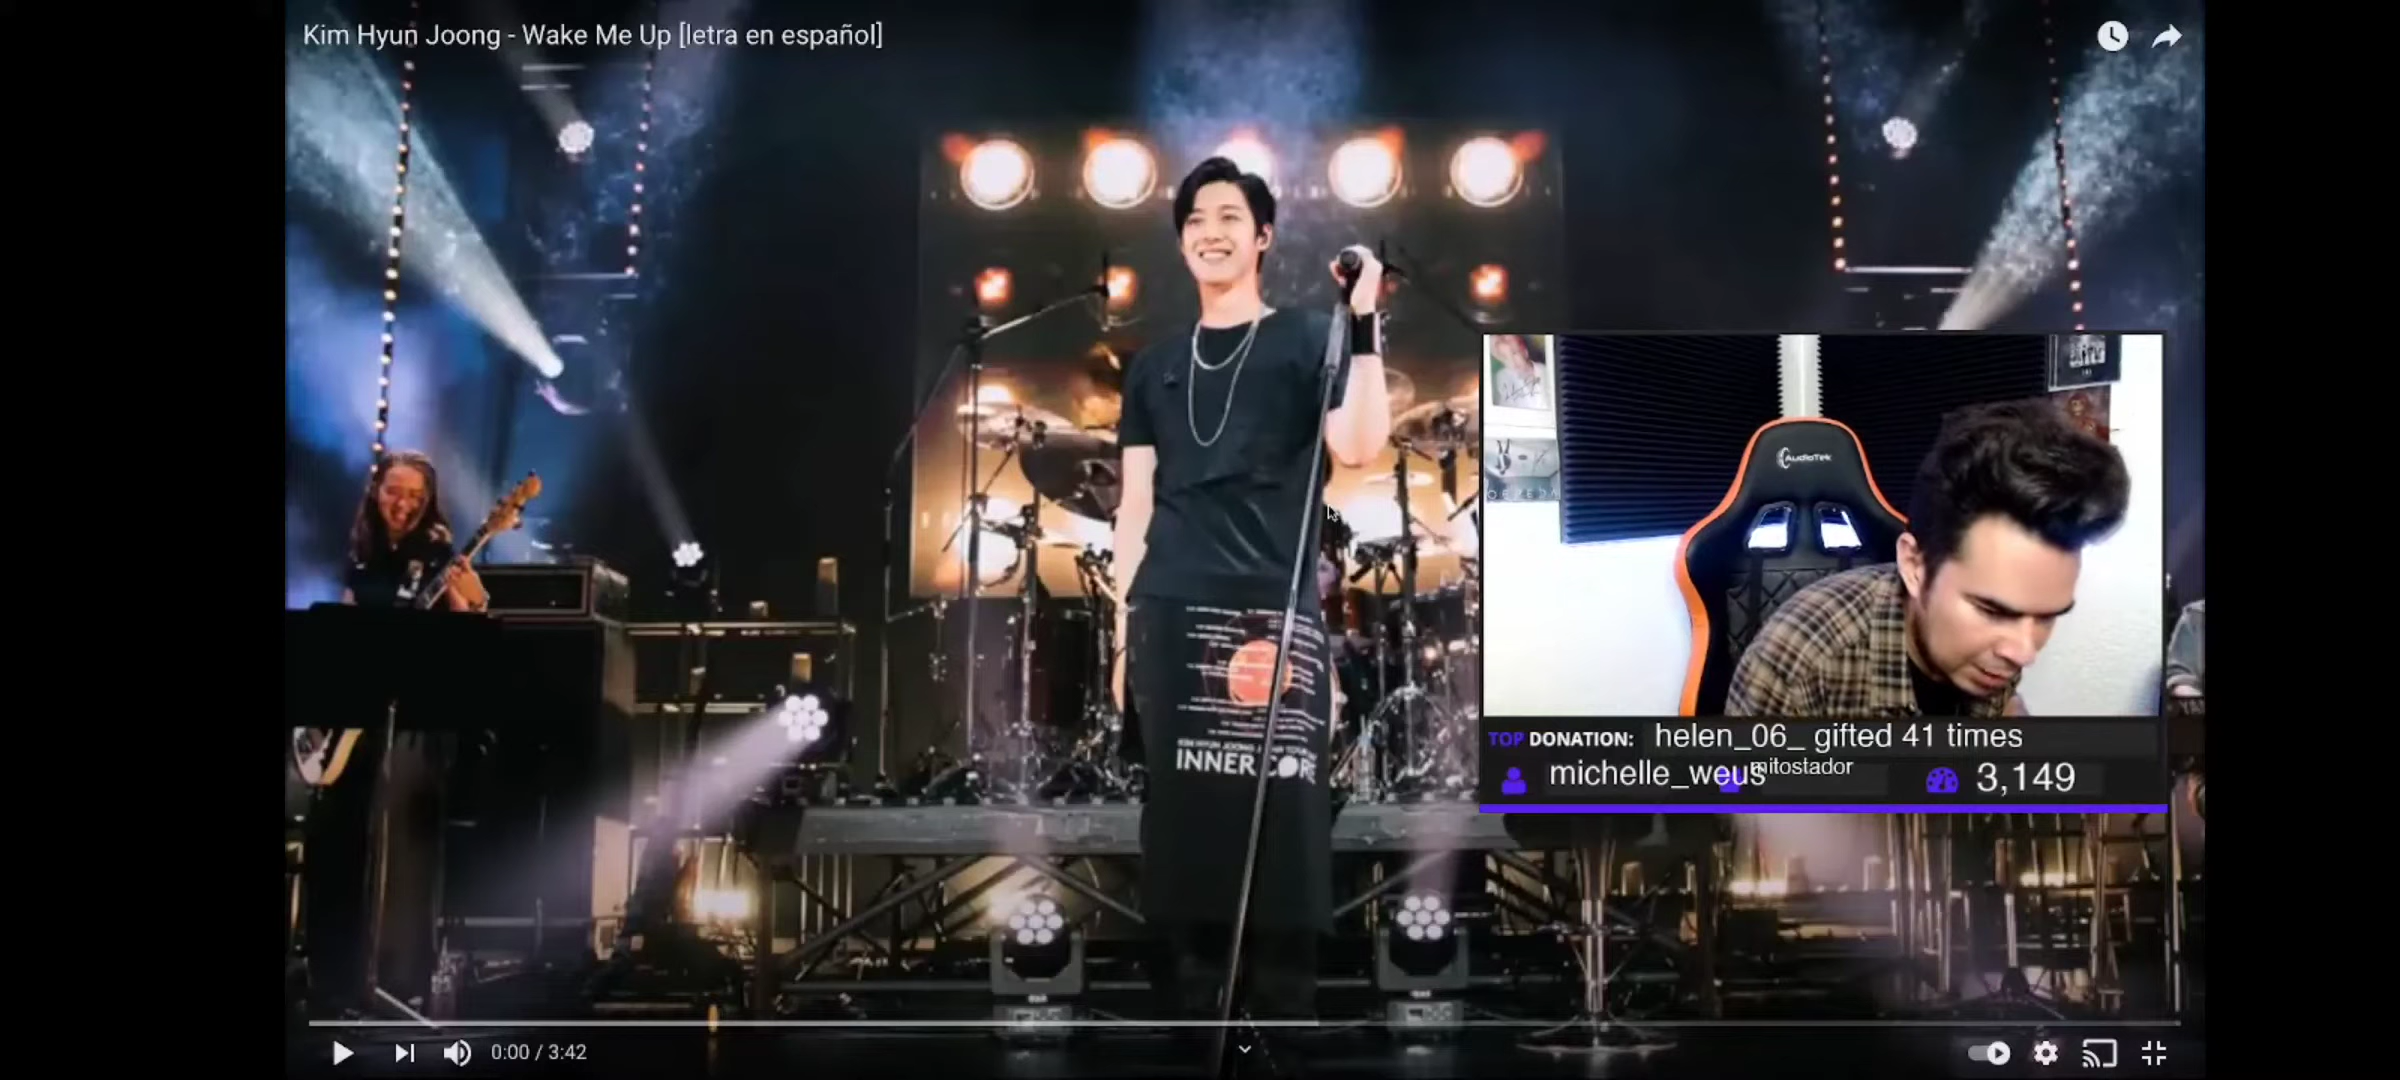 Kim Hyun Joong - Wake Me Up [letra en español]
AudioTek
INNER CORE
TOP DONATION: helen_06_ gifted 41 times
michelle_weus
mitostador
3,149
0:00 / 3:42